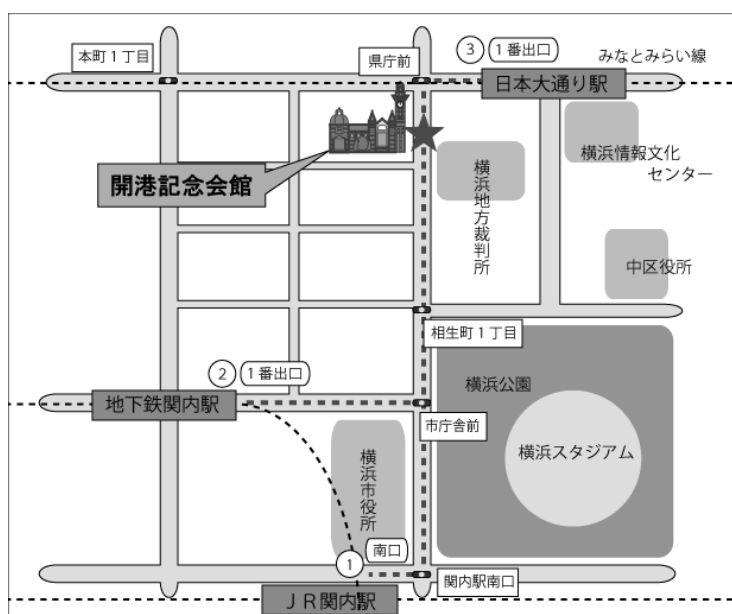 本町1丁目
県庁前
③
1番出口
みなとみらい線
日本大通り駅
開港記念会館
横浜地方裁判所
横浜情報文化
センター
中区役所
相生町1丁目
②
1番出口
地下鉄関内駅
横浜公園
市庁舎前
横浜スタジアム
横浜市役所
①
南口
関内駅南口
JR関内駅